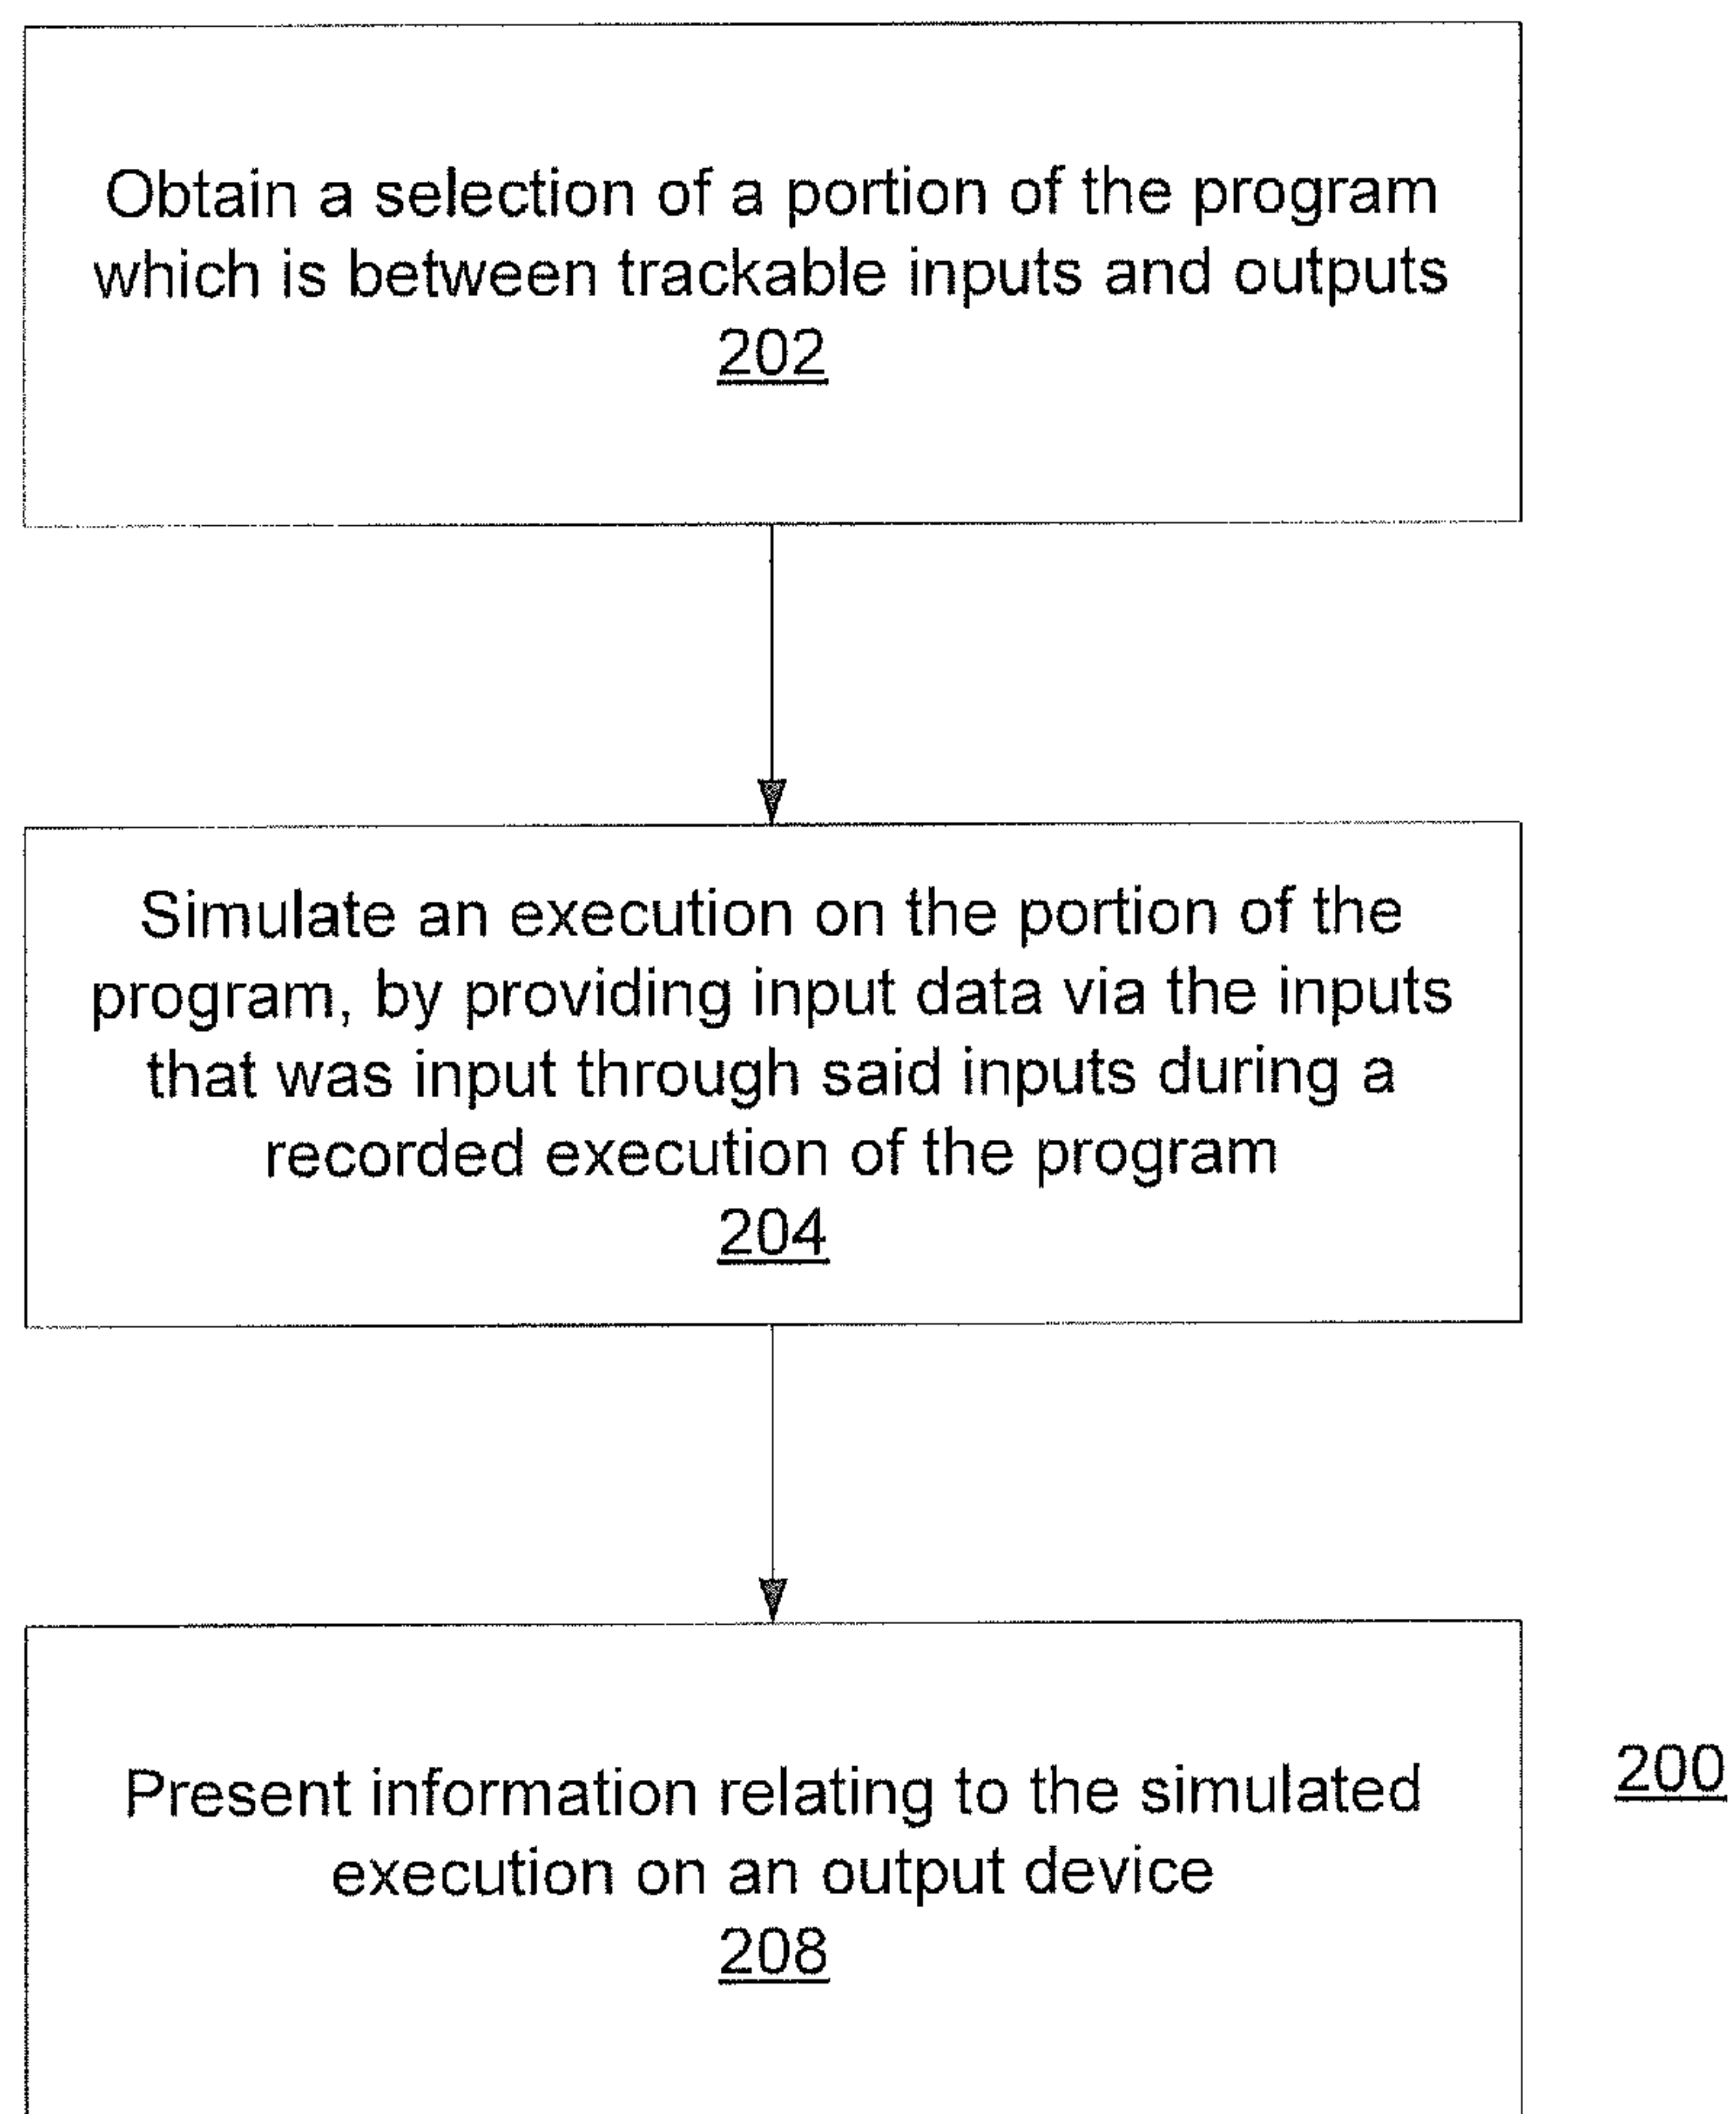 Obtain a selection of a portion of the program
which is between trackable inputs and outputs
202
Simulate an execution on the portion of the
program, by providing input data via the inputs
that was input through said inputs during a
recorded execution of the program
204
Present information relating to the simulated
execution on an output device
208
200